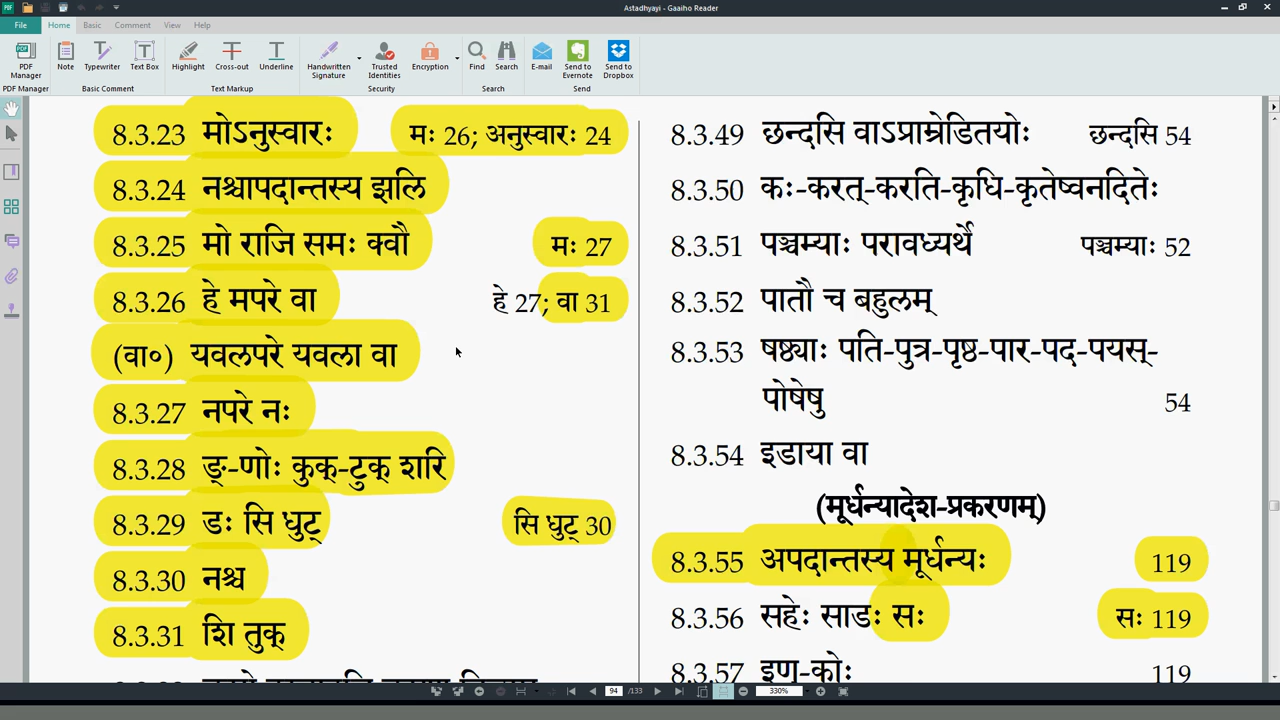 Astadhyayi - Gaaiho Reader
File Home Basic Comment View Help
PDF Manager Note Typewriter Text Box Highlight Cross-out Underline Handwritten Signature Trusted Identities Encryption Find Search E-mail Send to Evernote Send to Dropbox
PDF Manager Basic Comment Text Markup Security Search Send
8.3.23 मोऽनुस्वारः मः 26; अनुस्वारः 24
8.3.24 नश्चापदान्तस्य झलि
8.3.25 मो राजि समः क्वौ मः 27
8.3.26 हे मपरे वा हे 27; वा 31
(वा०) यवलपरे यवला वा
8.3.27 नपरे नः
8.3.28 ङ्-णोः कुक्-टुक् शरि
8.3.29 डः सि धुट् सि धुट् 30
8.3.30 नश्च
8.3.31 शि तुक्
8.3.49 छन्दसि वाऽप्राम्रेडितयोः छन्दसि 54
8.3.50 कः-करत्-करति-कृधि-कृतेष्वनदितेः
8.3.51 पञ्चम्याः परावध्यर्थे पञ्चम्याः 52
8.3.52 पातौ च बहुलम्
8.3.53 षष्ठ्याः पति-पुत्र-पृष्ठ-पार-पद-पयस्-
पोषेषु 54
8.3.54 इडाया वा
(मूर्धन्यादेश-प्रकरणम्)
8.3.55 अपदान्तस्य मूर्धन्यः 119
8.3.56 सहेः साडः सः सः 119
8.3.57 इण्-कोः 119
94 /133 330%